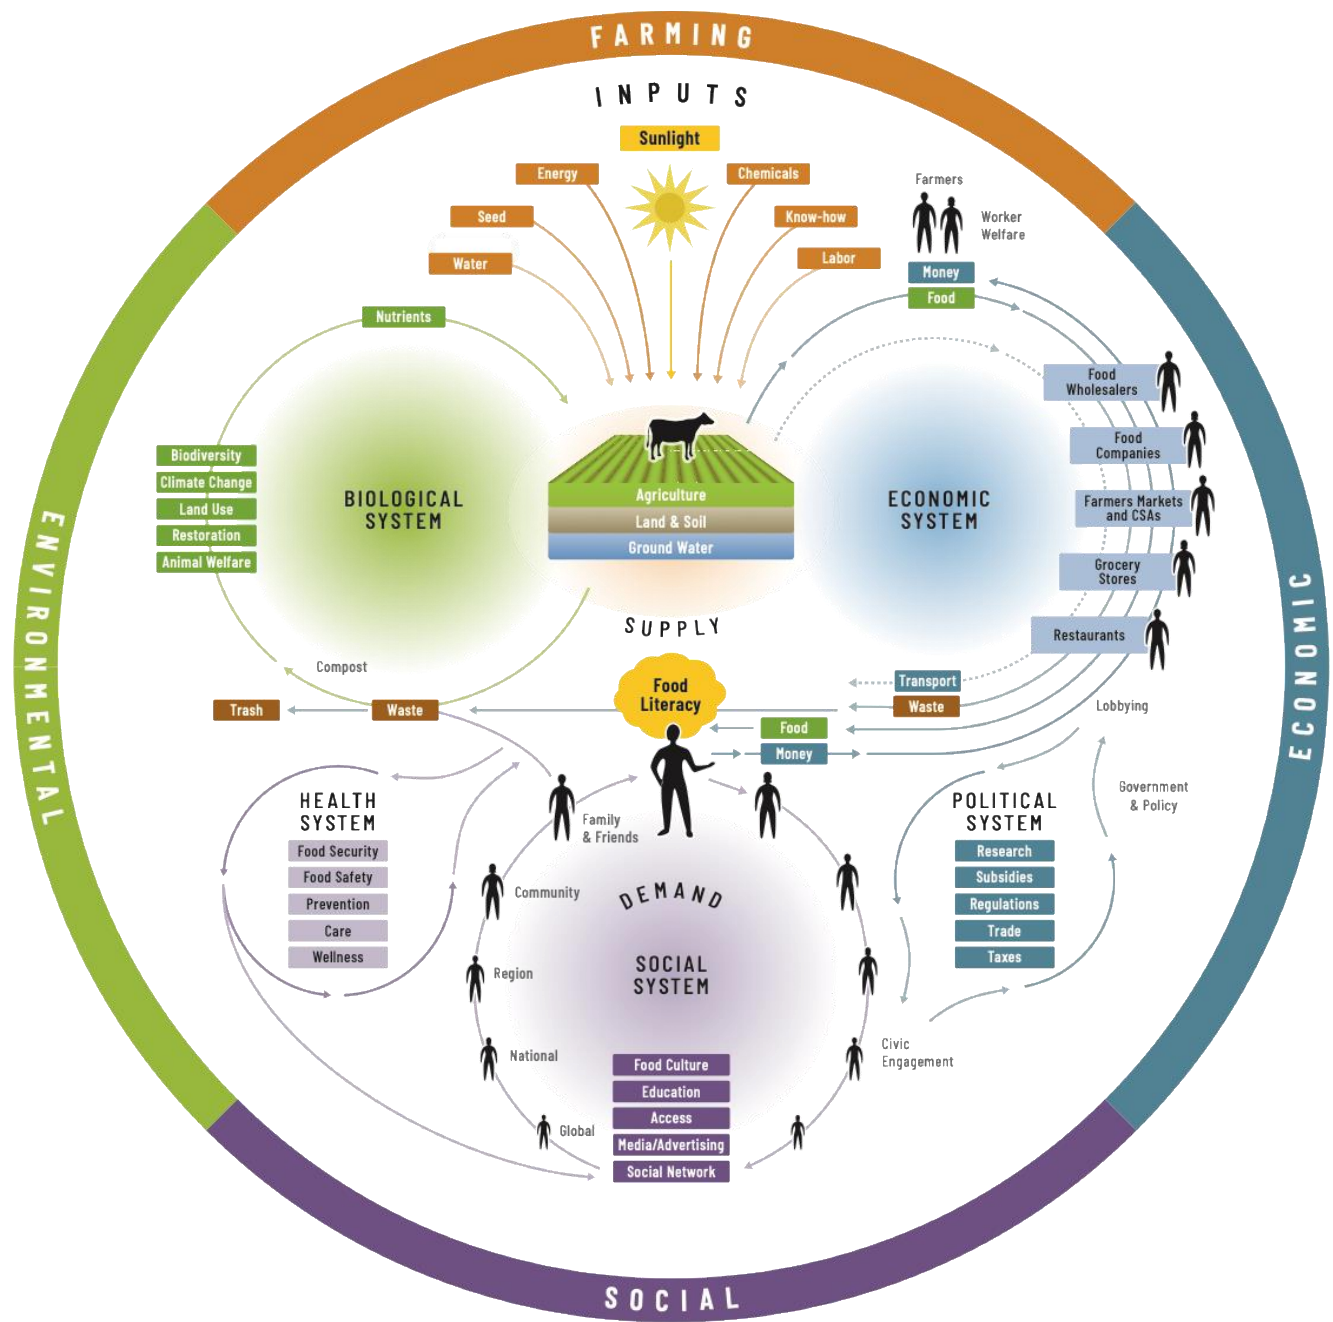 FARMING
INPUTS
Sunlight
Energy
Chemicals
Seed
Know-how
Water
Labor
Farmers
Worker
Welfare
Money
Food
Nutrients
Food
Wholesalers
Food
Companies
Farmers Markets
and CSAs
Grocery
Stores
Restaurants
Biodiversity
Climate Change
Land Use
Restoration
Animal Welfare
BIOLOGICAL
SYSTEM
Agriculture
Land & Soil
Ground Water
ECONOMIC
SYSTEM
ENVIRONMENTAL
ECONOMIC
SUPPLY
Compost
Trash
Waste
Food
Literacy
Transport
Waste
Food
Money
Lobbying
Government
& Policy
HEALTH
SYSTEM
Food Security
Food Safety
Prevention
Care
Wellness
Family
& Friends
Community
Region
National
Global
DEMAND
SOCIAL
SYSTEM
Food Culture
Education
Access
Media/Advertising
Social Network
POLITICAL
SYSTEM
Research
Subsidies
Regulations
Trade
Taxes
Civic
Engagement
SOCIAL